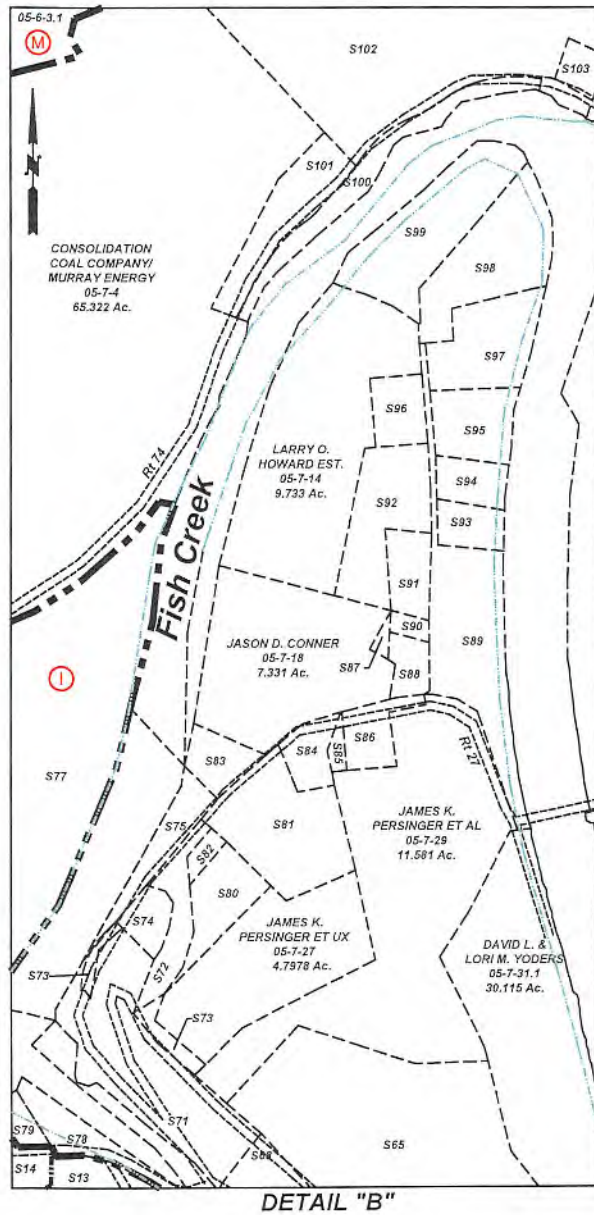 05-6-3.1
M
S102
S103
N
S101
S100
CONSOLIDATION
COAL COMPANY/
MURRAY ENERGY
05-7-4
65.322 Ac.
S99
S98
S97
S96
S95
Rt 74
LARRY O.
HOWARD EST.
05-7-14
9.733 Ac.
S94
S92
S93
Fish Creek
S91
S90
JASON D. CONNER
05-7-18
7.331 Ac.
S89
S87
S88
I
S77
S83
S84
S85
S86
Rt 27
S75
S81
JAMES K.
PERSINGER ET AL
05-7-29
11.581 Ac.
S82
S80
S74
JAMES K.
PERSINGER ET UX
05-7-27
4.7978 Ac.
DAVID L. &
LORI M. YODERS
05-7-31.1
30.115 Ac.
S73
S72
S73
S71
S79
S78
S65
S14
S13
DETAIL "B"